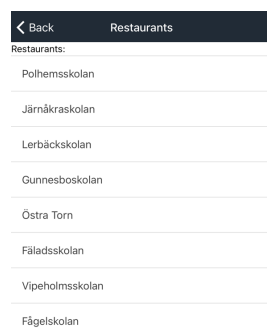 Back Restaurants
Restaurants:
Polhemsskolan
Järnåkraskolan
Lerbäckskolan
Gunnesboskolan
Östra Torn
Fäladsskolan
Vipeholmsskolan
Fågelskolan